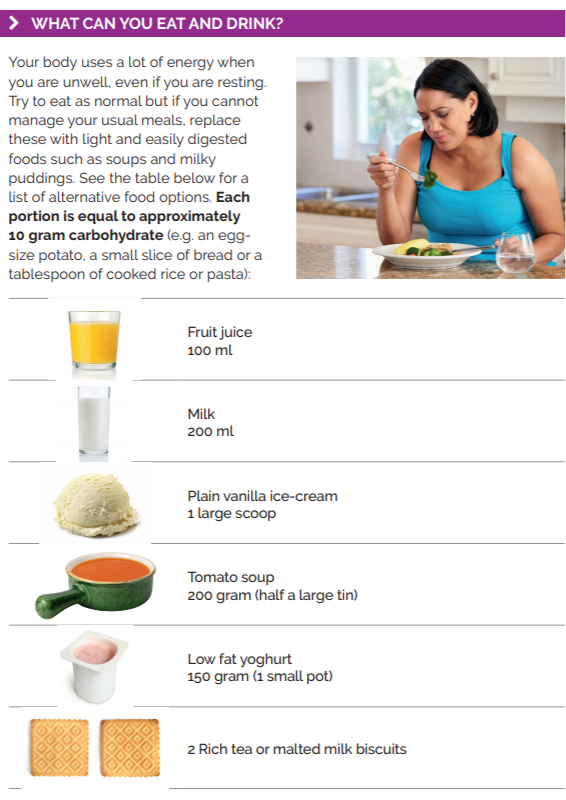 WHAT CAN YOU EAT AND DRINK?
Your body uses a lot of energy when
you are unwell, even if you are resting.
Try to eat as normal but if you cannot
manage your usual meals, replace
these with light and easily digested
foods such as soups and milky
puddings. See the table below for a
list of alternative food options. Each
portion is equal to approximately
10 gram carbohydrate (e.g. an egg-
size potato, a small slice of bread or a
tablespoon of cooked rice or pasta):
Fruit juice
100 ml
Milk
200 ml
Plain vanilla ice-cream
1 large scoop
Tomato soup
200 gram (half a large tin)
Low fat yoghurt
150 gram (1 small pot)
2 Rich tea or malted milk biscuits